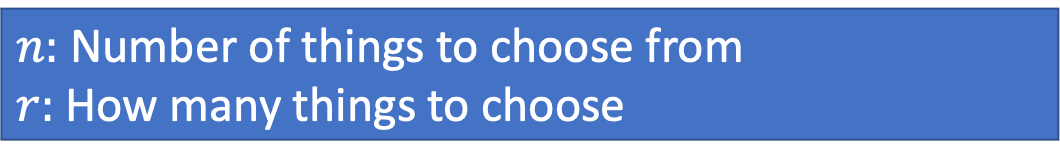 n: Number of things to choose from
r: How many things to choose